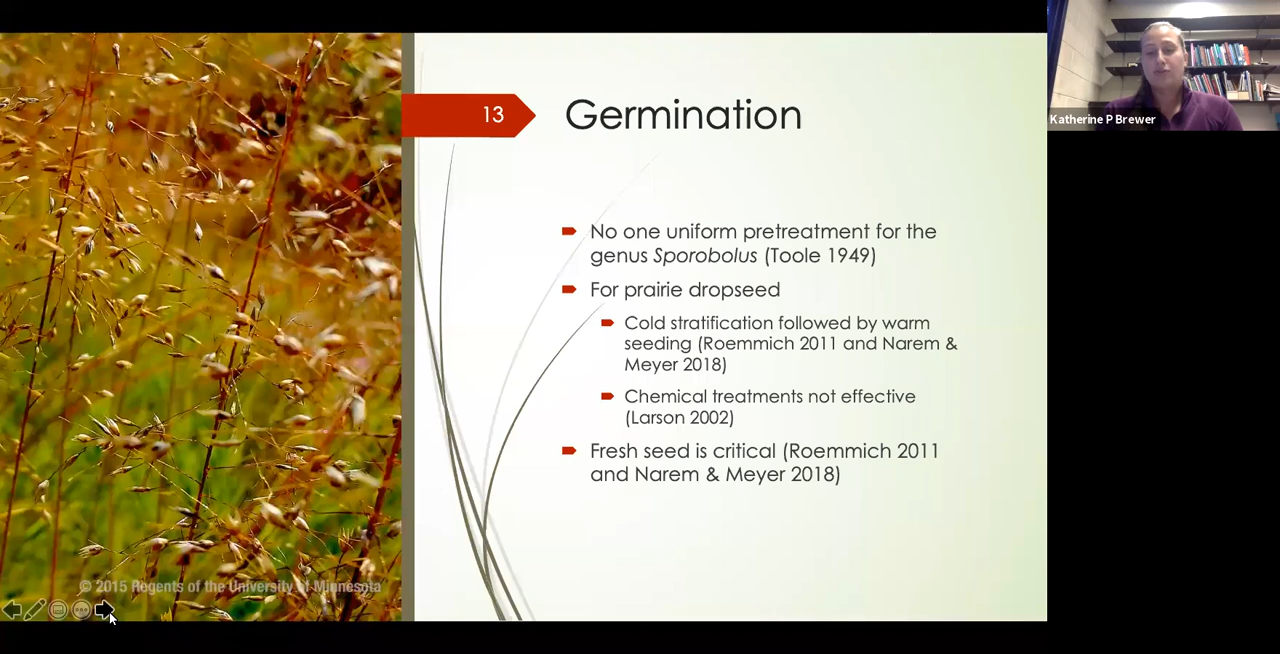 13
Germination
No one uniform pretreatment for the
genus Sporobolus (Toole 1949)
For prairie dropseed
Cold stratification followed by warm
seeding (Roemmich 2011 and Narem &
Meyer 2018)
Chemical treatments not effective
(Larson 2002)
Fresh seed is critical (Roemmich 2011
and Narem & Meyer 2018)
© 2015 Regents of the University of Minnesota
Katherine P Brewer